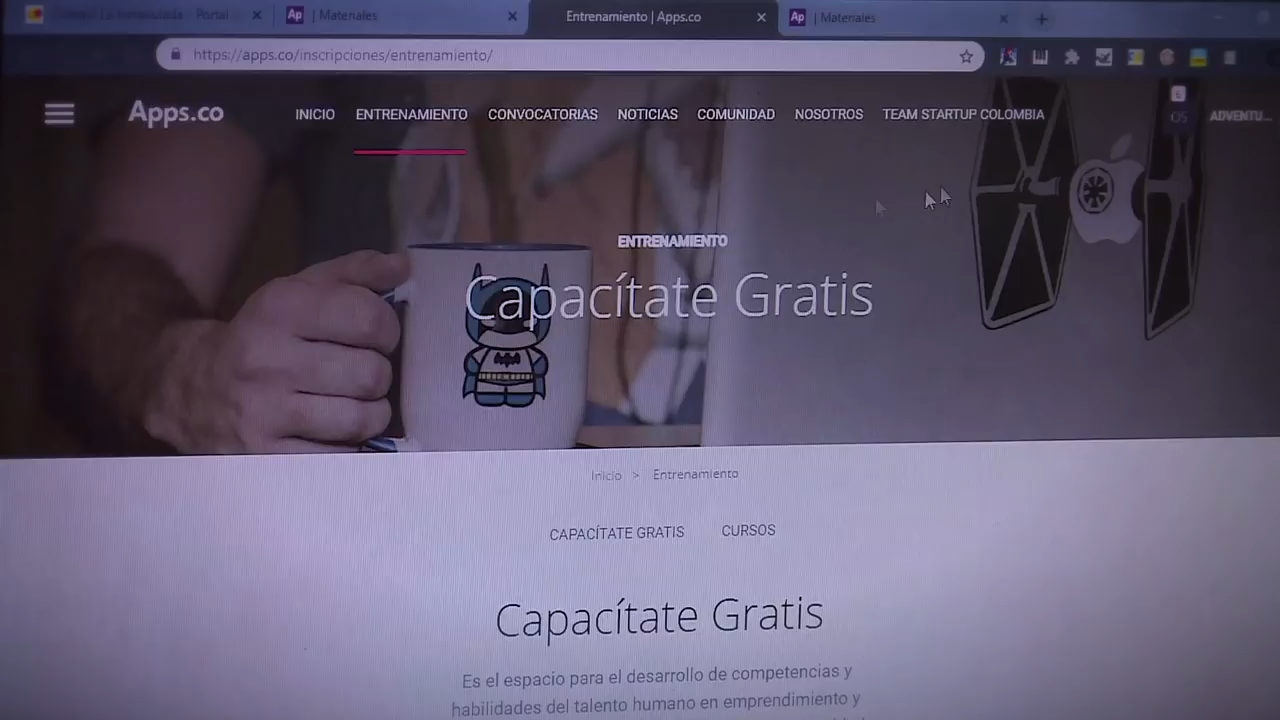 Ap | Materiales
Entrenamiento | Apps.co
Ap | Materiales
https://apps.co/inscripciones/entrenamiento/
Apps.co
INICIO ENTRENAMIENTO CONVOCATORIAS NOTICIAS COMUNIDAD NOSOTROS TEAM STARTUP COLOMBIA ADVENTU...
ENTRENAMIENTO
Capacítate Gratis
Inicio > Entrenamiento
CAPACÍTATE GRATIS CURSOS
Capacítate Gratis
Es el espacio para el desarrollo de competencias y
habilidades del talento humano en emprendimiento y